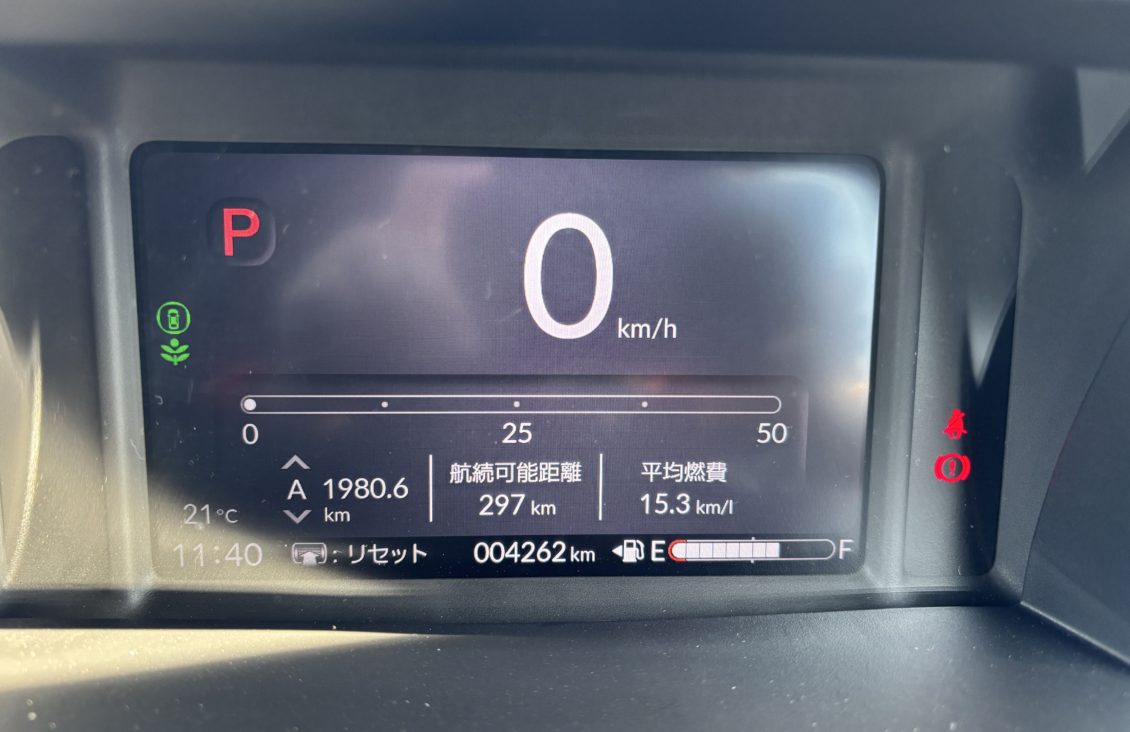 P
0 km/h
0 25 50
A 1980.6 km
航続可能距離
297 km
平均燃費
15.3 km/l
21°C
11:40
: リセット
004262 km
E F